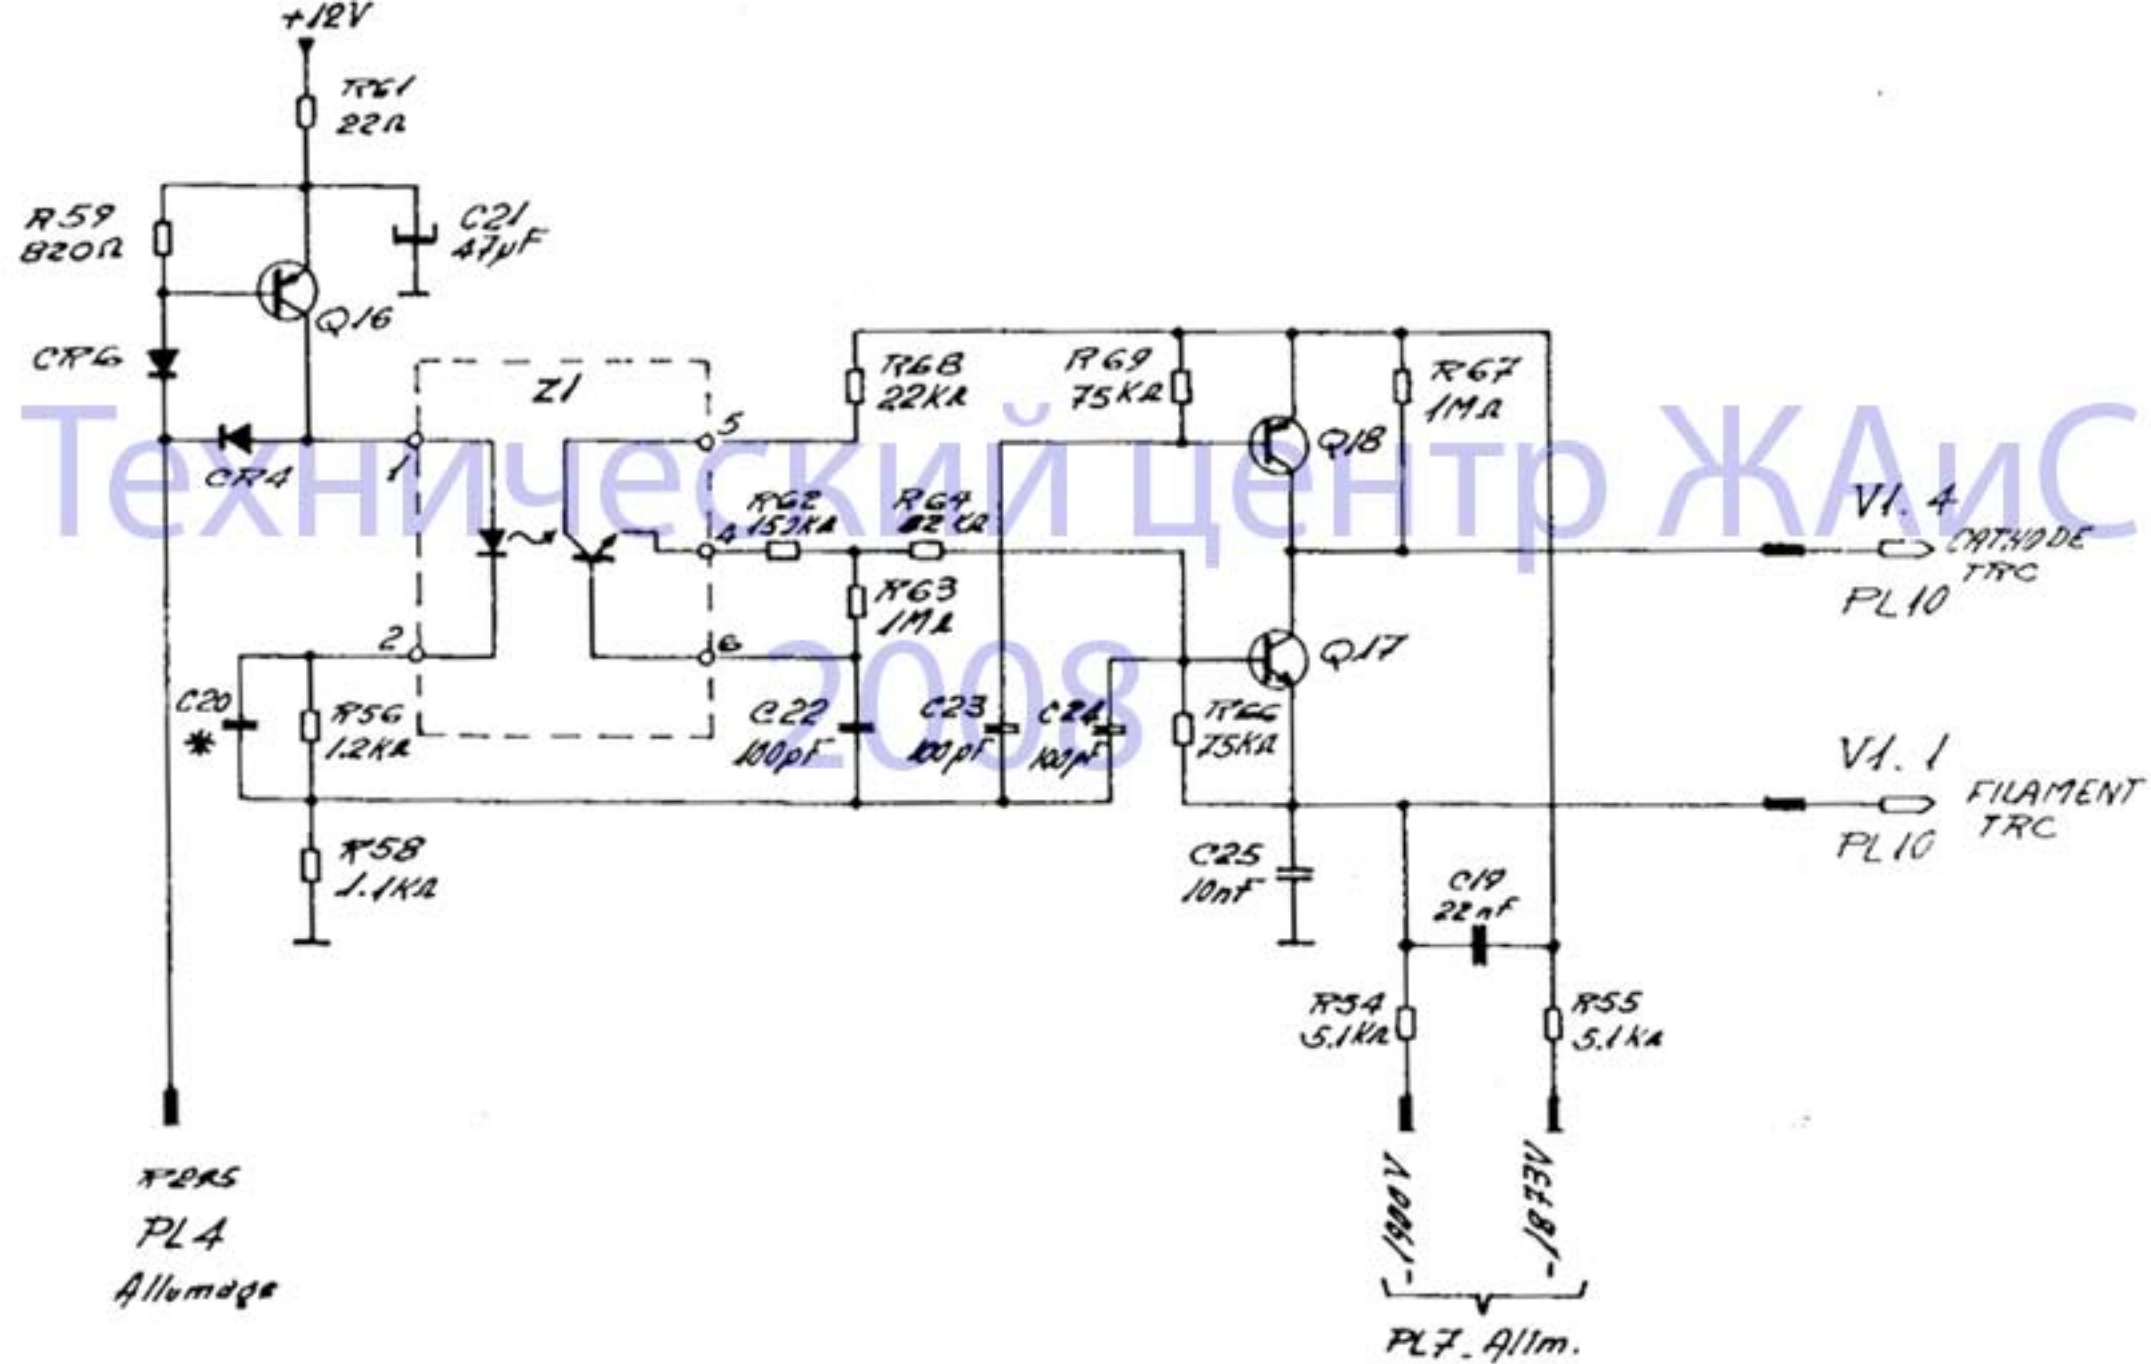 +12V
R61
22Ω
R59
820Ω
C21
47µF
Q16
CR6
Z1
R68
22KΩ
R69
75KΩ
R67
1MΩ
5
Q18
Технический центр ЖАиС
1
CR4
R62
R64
4
V1.4
CATHODE
TRC
PL10
R63
1MΩ
2
6
Q17
2008
C20
*
R56
1.2KΩ
C22
100pF
C23
100pF
C24
100pF
R66
75KΩ
V1.1
FILAMENT
TRC
PL10
R58
1.1KΩ
C25
10nF
C19
22nF
R54
5.1KΩ
R55
5.1KΩ
PL4
Allumage
-1900V
-1873V
PL7_Alim.